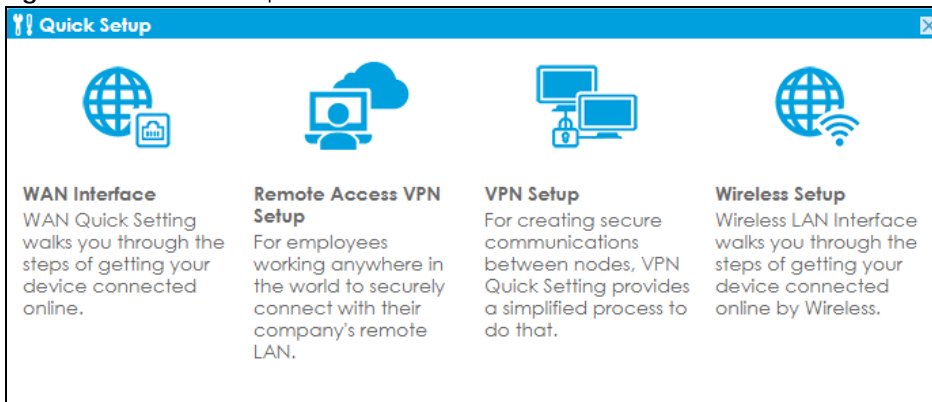 Quick Setup
WAN Interface
WAN Quick Setting
walks you through the
steps of getting your
device connected
online.
Remote Access VPN
Setup
For employees
working anywhere in
the world to securely
connect with their
company's remote
LAN.
VPN Setup
For creating secure
communications
between nodes, VPN
Quick Setting provides
a simplified process to
do that.
Wireless Setup
Wireless LAN Interface
walks you through the
steps of getting your
device connected
online by Wireless.